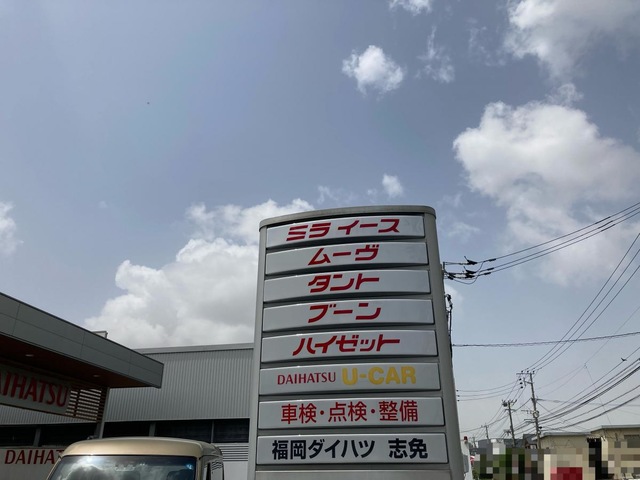 ミライース
ムーヴ
タント
ブーン
ハイゼット
DAIHATSU U-CAR
車検・点検・整備
福岡ダイハツ 志免
DAIHATSU
DAIHATSU